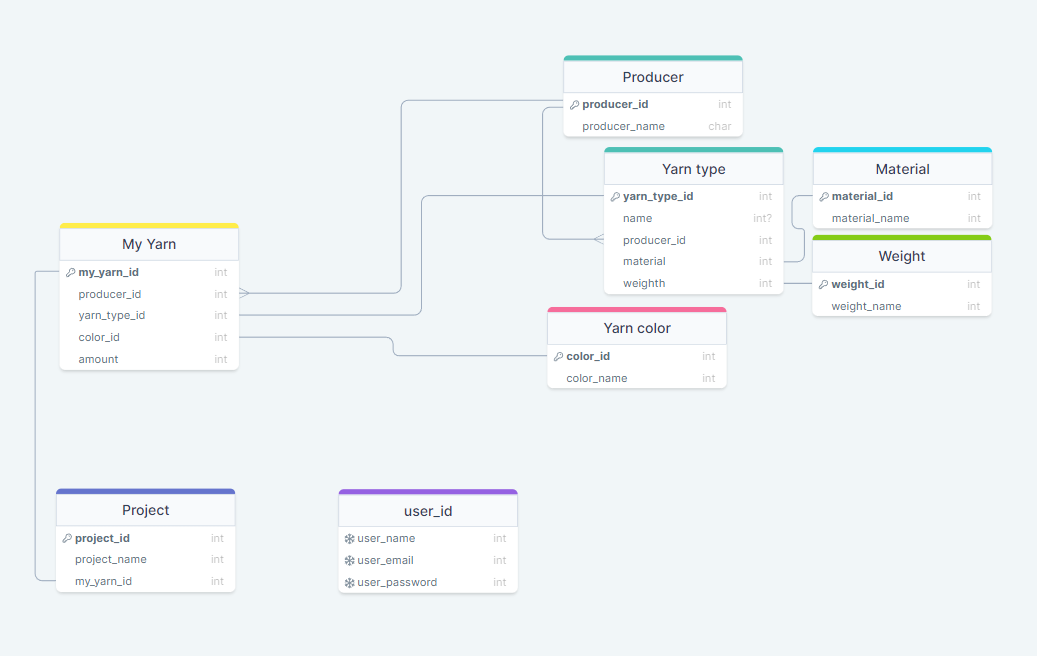 Producer
producer_id int
producer_name char
Yarn type
yarn_type_id int
name int?
producer_id int
material int
weighth int
Material
material_id int
material_name int
Weight
weight_id int
weight_name int
My Yarn
my_yarn_id int
producer_id int
yarn_type_id int
color_id int
amount int
Yarn color
color_id int
color_name int
Project
project_id int
project_name int
my_yarn_id int
user_id
user_name int
user_email int
user_password int